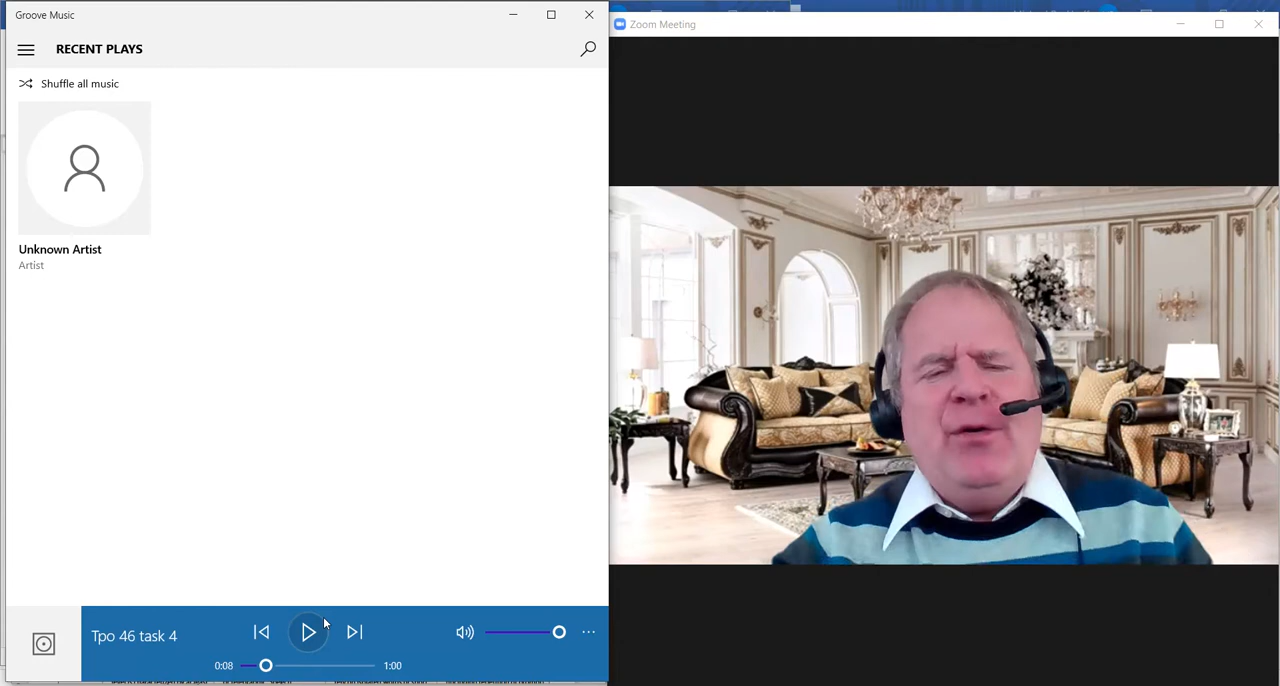 Groove Music
Zoom Meeting
RECENT PLAYS
Shuffle all music
Unknown Artist
Artist
Tpo 46 task 4
0:08
1:00